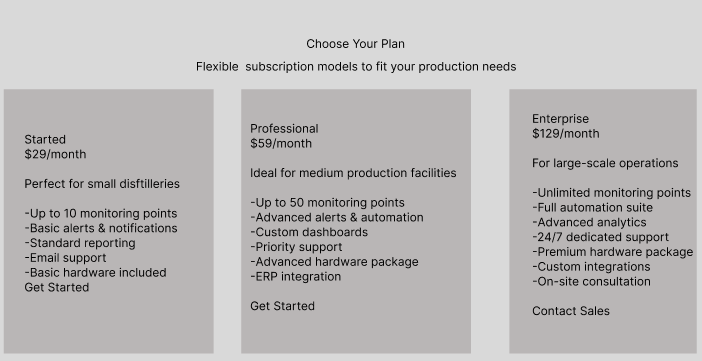 Choose Your Plan
Flexible  subscription models to fit your production needs
Started
$29/month
Perfect for small disftilleries
-Up to 10 monitoring points
-Basic alerts & notifications
-Standard reporting
-Email support
-Basic hardware included
Get Started
Professional
$59/month
Ideal for medium production facilities
-Up to 50 monitoring points
-Advanced alerts & automation
-Custom dashboards
-Priority support
-Advanced hardware package
-ERP integration
Get Started
Enterprise
$129/month
For large-scale operations
-Unlimited monitoring points
-Full automation suite
-Advanced analytics
-24/7 dedicated support
-Premium hardware package
-Custom integrations
-On-site consultation
Contact Sales